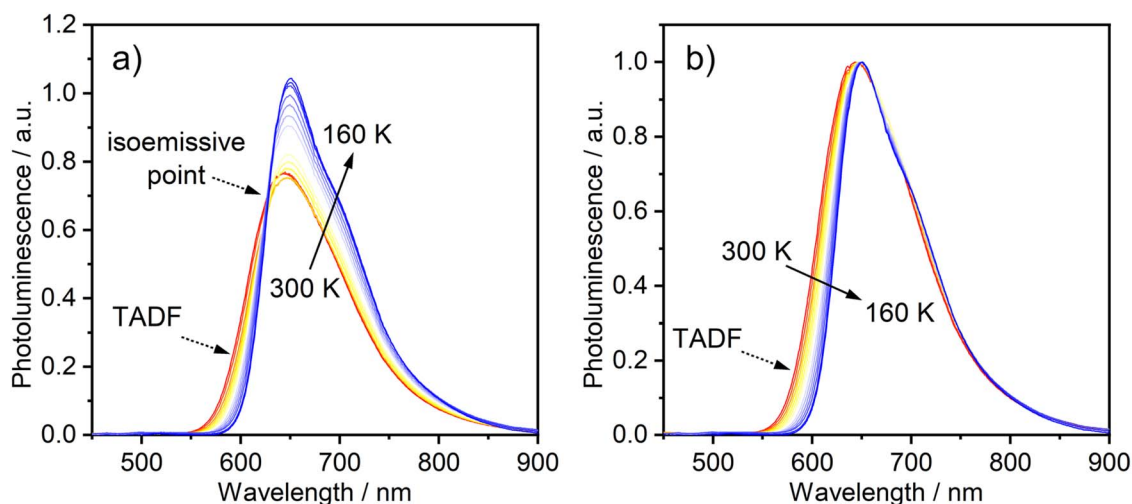 a)
1.2
1.0
0.8
0.6
0.4
0.2
0.0
Photoluminescence / a.u.
isoemissive
point
160 K
300 K
TADF
500 600 700 800 900
Wavelength / nm
b)
1.0
0.8
0.6
0.4
0.2
0.0
Photoluminescence / a.u.
300 K
160 K
TADF
500 600 700 800 900
Wavelength / nm